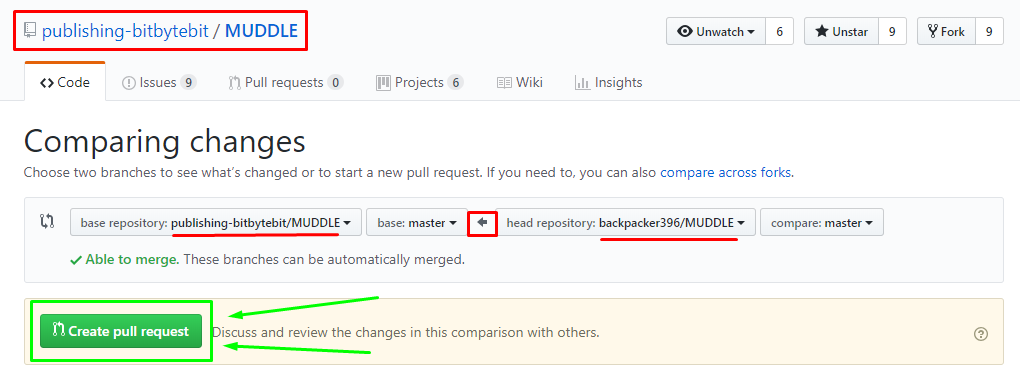 publishing-bitbytebit / MUDDLE
Unwatch 6 Unstar 9 Fork 9
Code Issues 9 Pull requests 0 Projects 6 Wiki Insights
Comparing changes
Choose two branches to see what's changed or to start a new pull request. If you need to, you can also compare across forks.
base repository: publishing-bitbytebit/MUDDLE base: master head repository: backpacker396/MUDDLE compare: master
Able to merge. These branches can be automatically merged.
Create pull request Discuss and review the changes in this comparison with others.